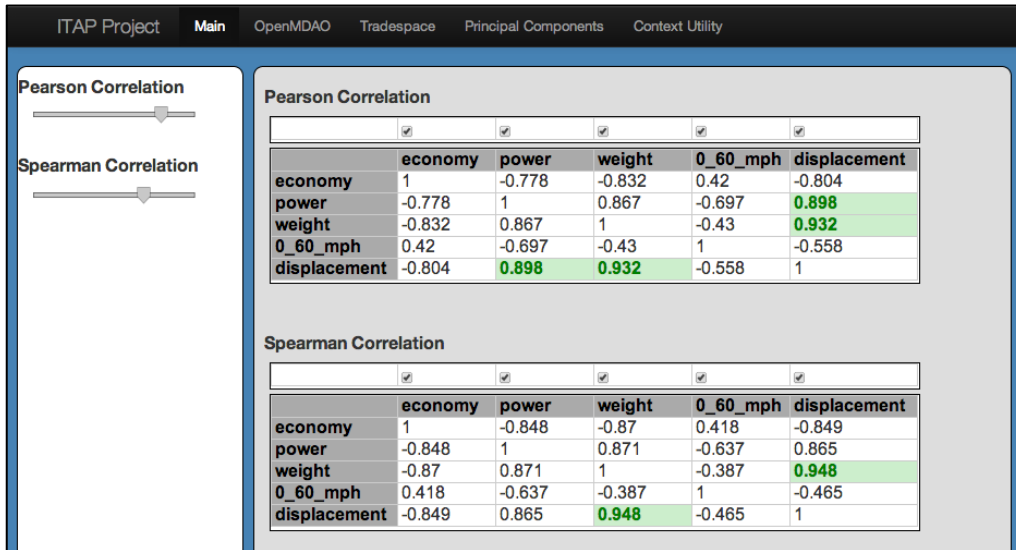 ITAP Project Main OpenMDAO Tradespace Principal Components Context Utility
Pearson Correlation
Spearman Correlation
Pearson Correlation
economy power weight 0_60_mph displacement
economy 1 -0.778 -0.832 0.42 -0.804
power -0.778 1 0.867 -0.697 0.898
weight -0.832 0.867 1 -0.43 0.932
0_60_mph 0.42 -0.697 -0.43 1 -0.558
displacement -0.804 0.898 0.932 -0.558 1
Spearman Correlation
economy power weight 0_60_mph displacement
economy 1 -0.848 -0.87 0.418 -0.849
power -0.848 1 0.871 -0.637 0.865
weight -0.87 0.871 1 -0.387 0.948
0_60_mph 0.418 -0.637 -0.387 1 -0.465
displacement -0.849 0.865 0.948 -0.465 1